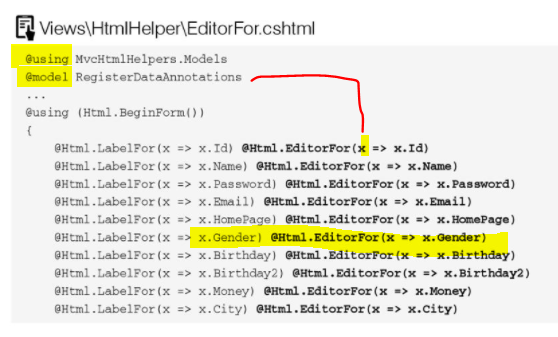 Views\HtmlHelper\EditorFor.cshtml
@using MvcHtmlHelpers.Models
@model RegisterDataAnnotations
...
@using (Html.BeginForm())
{
@Html.LabelFor(x => x.Id) @Html.EditorFor(x => x.Id)
@Html.LabelFor(x => x.Name) @Html.EditorFor(x => x.Name)
@Html.LabelFor(x => x.Password) @Html.EditorFor(x => x.Password)
@Html.LabelFor(x => x.Email) @Html.EditorFor(x => x.Email)
@Html.LabelFor(x => x.HomePage) @Html.EditorFor(x => x.HomePage)
@Html.LabelFor(x => x.Gender) @Html.EditorFor(x => x.Gender)
@Html.LabelFor(x => x.Birthday) @Html.EditorFor(x => x.Birthday)
@Html.LabelFor(x => x.Birthday2) @Html.EditorFor(x => x.Birthday2)
@Html.LabelFor(x => x.Money) @Html.EditorFor(x => x.Money)
@Html.LabelFor(x => x.City) @Html.EditorFor(x => x.City)